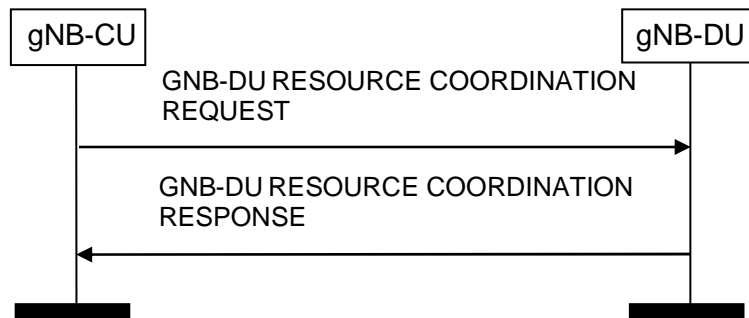 gNB-CU
gNB-DU
GNB-DU RESOURCE COORDINATION
REQUEST
GNB-DU RESOURCE COORDINATION
RESPONSE